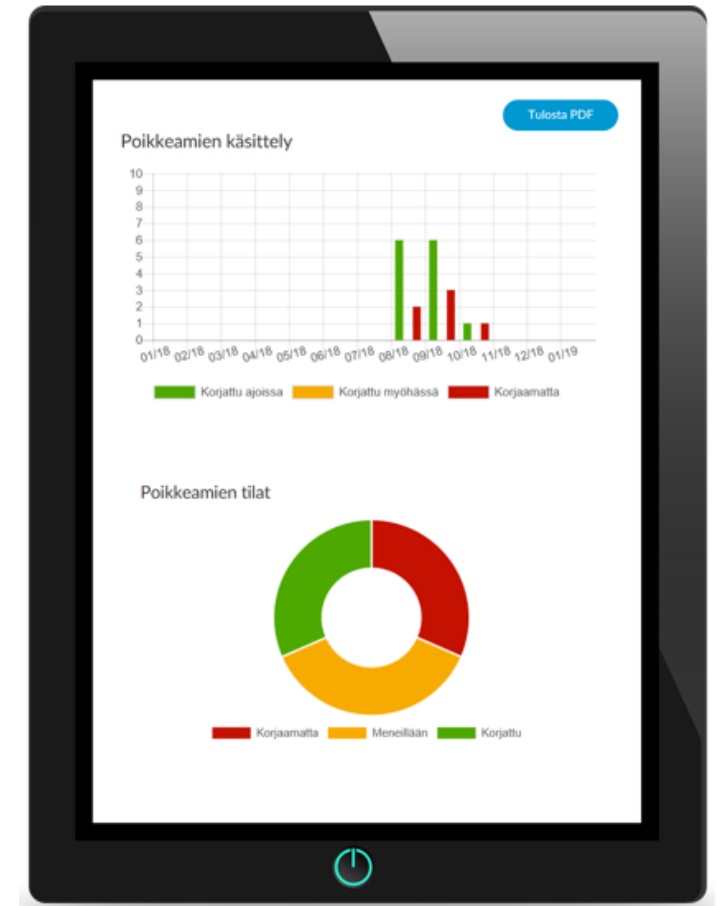 Tulosta PDF
Poikkeamien käsittely
10
9
8
7
6
5
4
3
2
1
0
01/18 02/18 03/18 04/18 05/18 06/18 07/18 08/18 09/18 10/18 11/18 12/18 01/19
Korjattu ajoissa Korjattu myöhässä Korjaamatta
Poikkeamien tilat
Korjaamatta Meneillään Korjattu